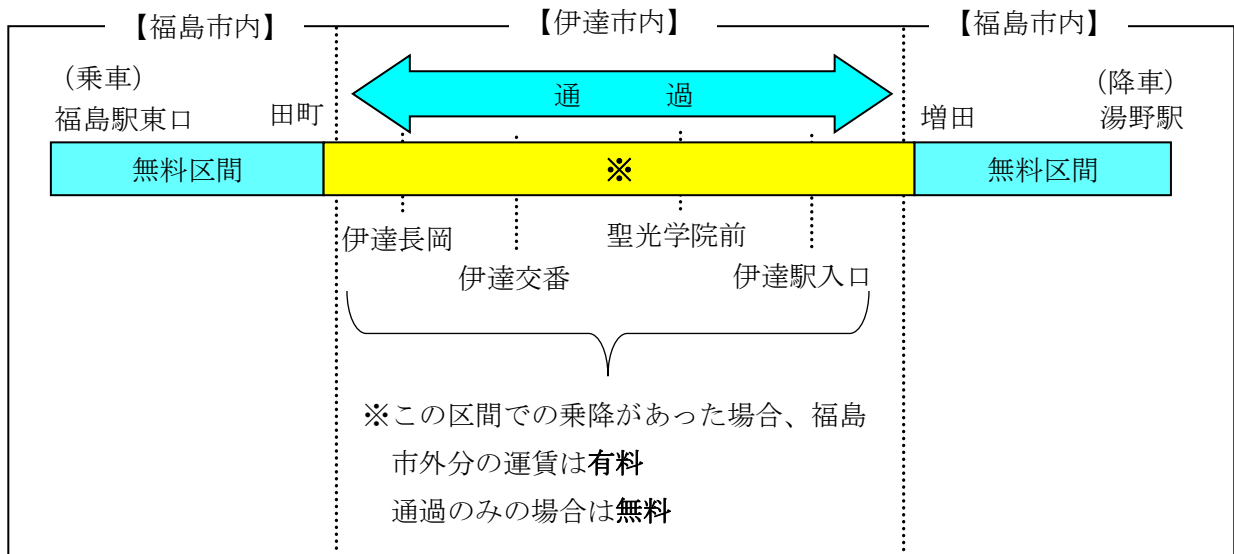 【福島市内】
【伊達市内】
【福島市内】
(乗車)
福島駅東口
田町
通 過
増田
(降車)
湯野駅
無料区間
※
無料区間
伊達長岡
伊達交番
聖光学院前
伊達駅入口
※この区間での乗降があった場合、福島
市外分の運賃は有料
通過のみの場合は無料